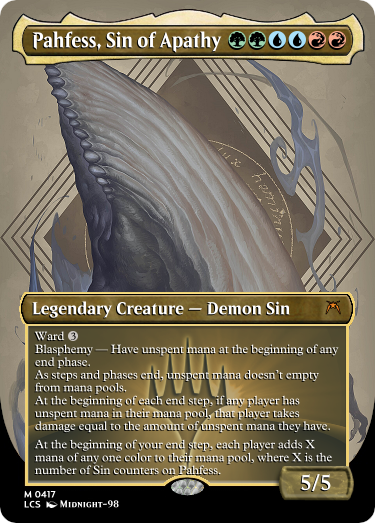 Pahfess, Sin of Apathy
Legendary Creature — Demon Sin
Ward 3
Blasphemy — Have unspent mana at the beginning of any
end phase.
As steps and phases end, unspent mana doesn't empty
from mana pools.
At the beginning of each end step, if any player has
unspent mana in their mana pool, that player takes
damage equal to the amount of unspent mana they have.
At the beginning of your end step, each player adds X
mana of any one color to their mana pool, where X is the
number of Sin counters on Pahfess.
5/5
M 0417
LCS Midnight-98